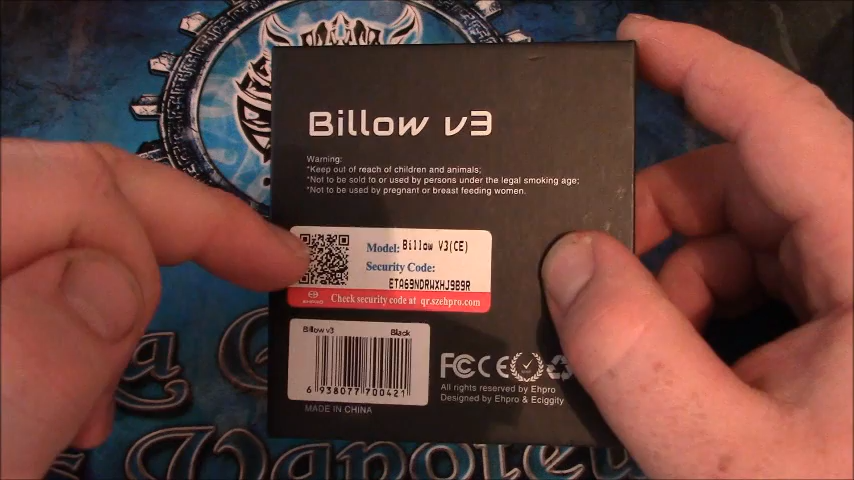 Billow v3
Warning:
*Keep out of reach of children and animals;
*Not to be sold to or used by persons under the legal smoking age;
*Not to be used by pregnant or breast feeding women.
Model: Billow V3(CE)
Security Code:
ETA69NDRWXHJ9B9R
Check security code at qr.szehpro.com
Billow v3 Black
6 938077 700421
FC CE
All rights reserved by Ehpro
Designed by Ehpro & Eciggity
MADE IN CHINA